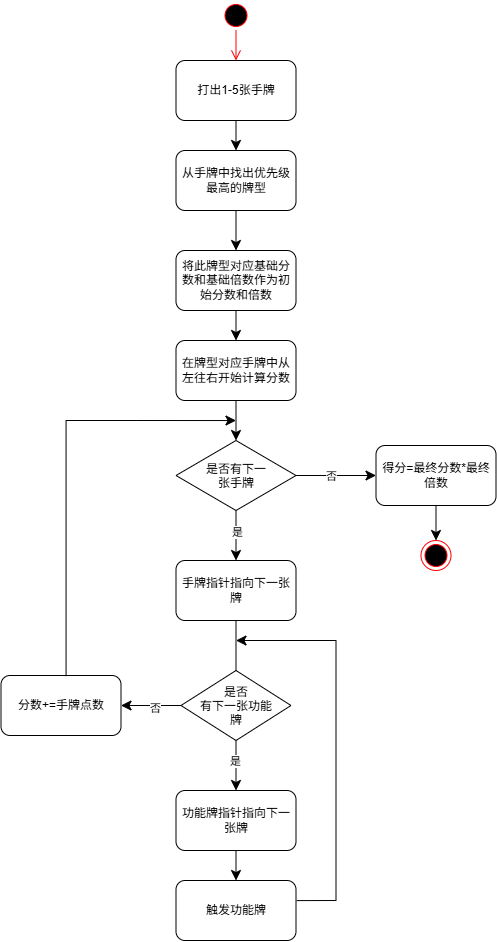 打出1-5张手牌
从手牌中找出优先级
最高的牌型
将此牌型对应基础分
数和基础倍数作为初
始分数和倍数
在牌型对应手牌中从
左往右开始计算分数
是否有下一
张手牌
否
得分=最终分数*最终
倍数
是
手牌指针指向下一张
牌
是否
有下一张功能
牌
否
分数+=手牌点数
是
功能牌指针指向下一
张牌
触发功能牌